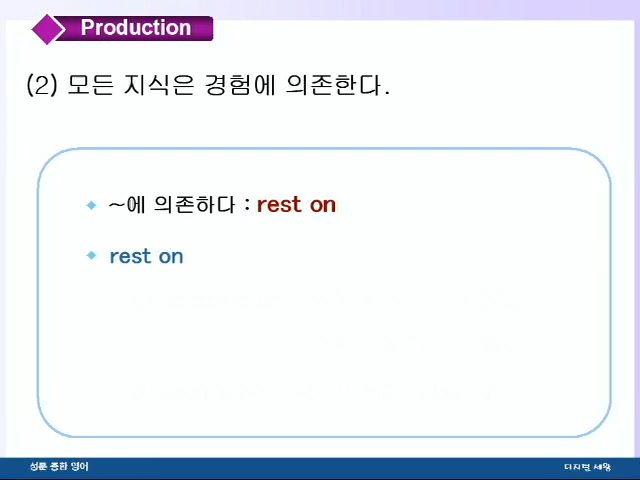 Production
(2) 모든 지식은 경험에 의존한다.
~에 의존하다 : rest on
rest on
성문 종합 영어
디지털 세왕